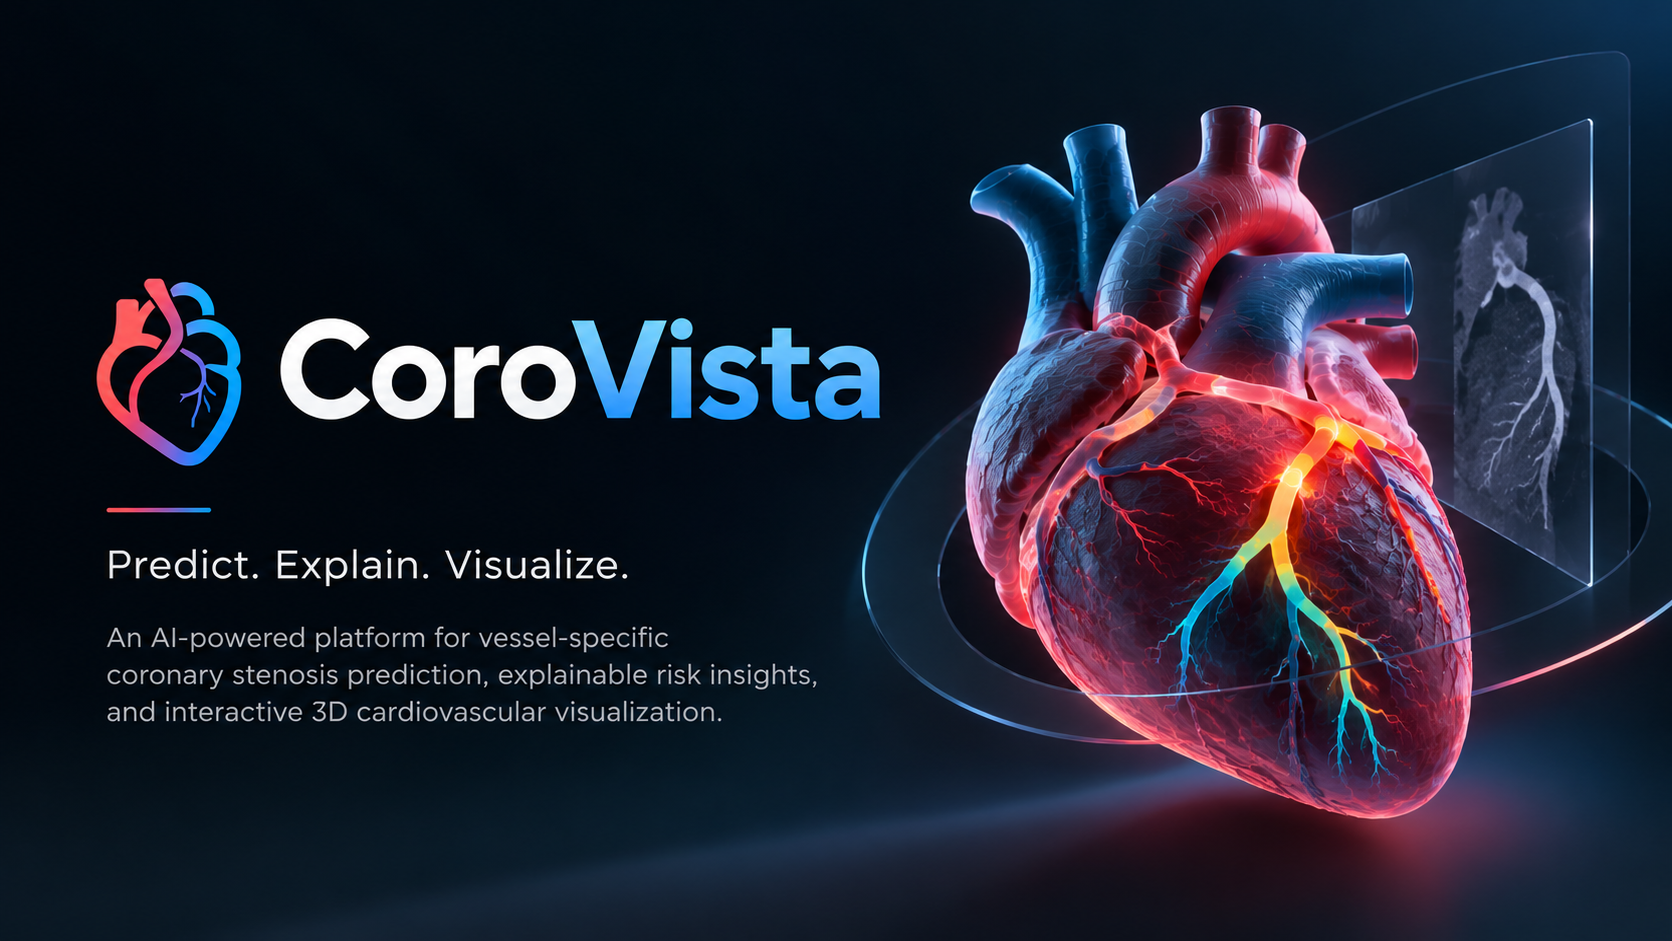 CoroVista
Predict. Explain. Visualize.
An AI-powered platform for vessel-specific
coronary stenosis prediction, explainable risk insights,
and interactive 3D cardiovascular visualization.